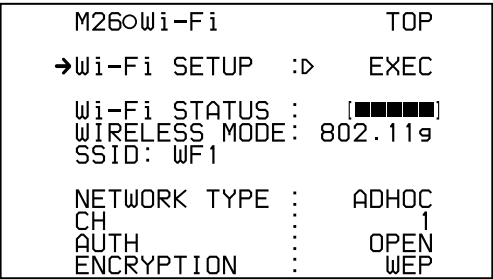 M26○Wi-Fi TOP
➔Wi-Fi SETUP :▷ EXEC
Wi-Fi STATUS : [■■■■■]
WIRELESS MODE: 802.11g
SSID: WF1
NETWORK TYPE : ADHOC
CH : 1
AUTH : OPEN
ENCRYPTION : WEP